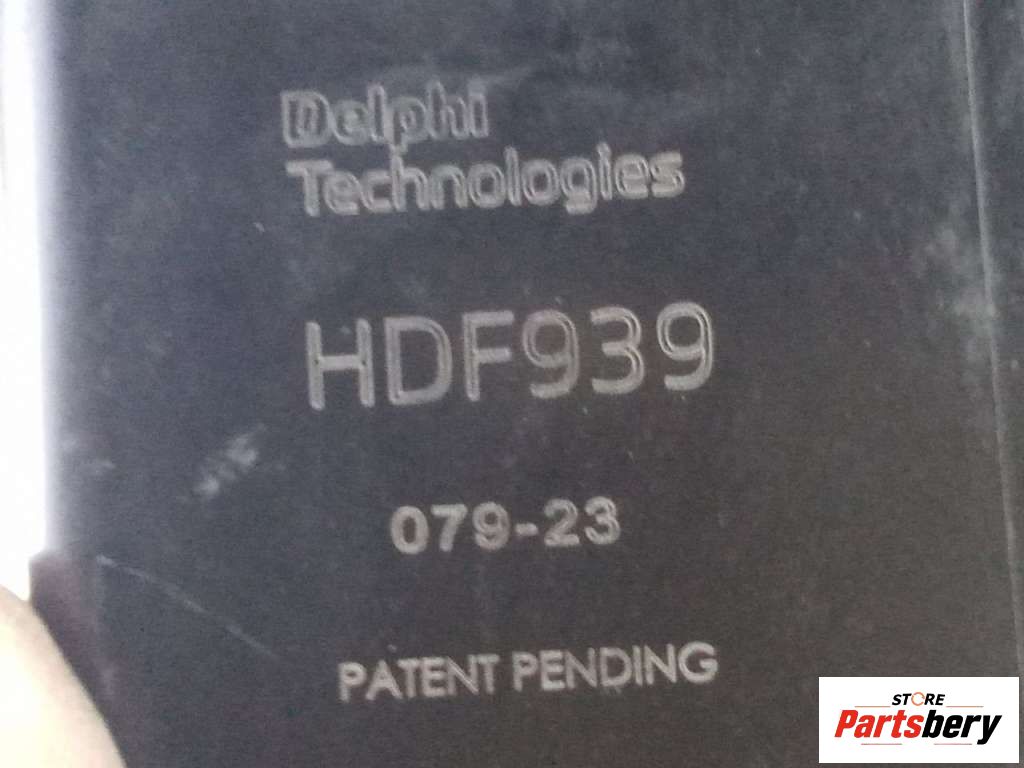 Delphi
Technologies
HDF939
079-23
PATENT PENDING
STORE
Partsbery